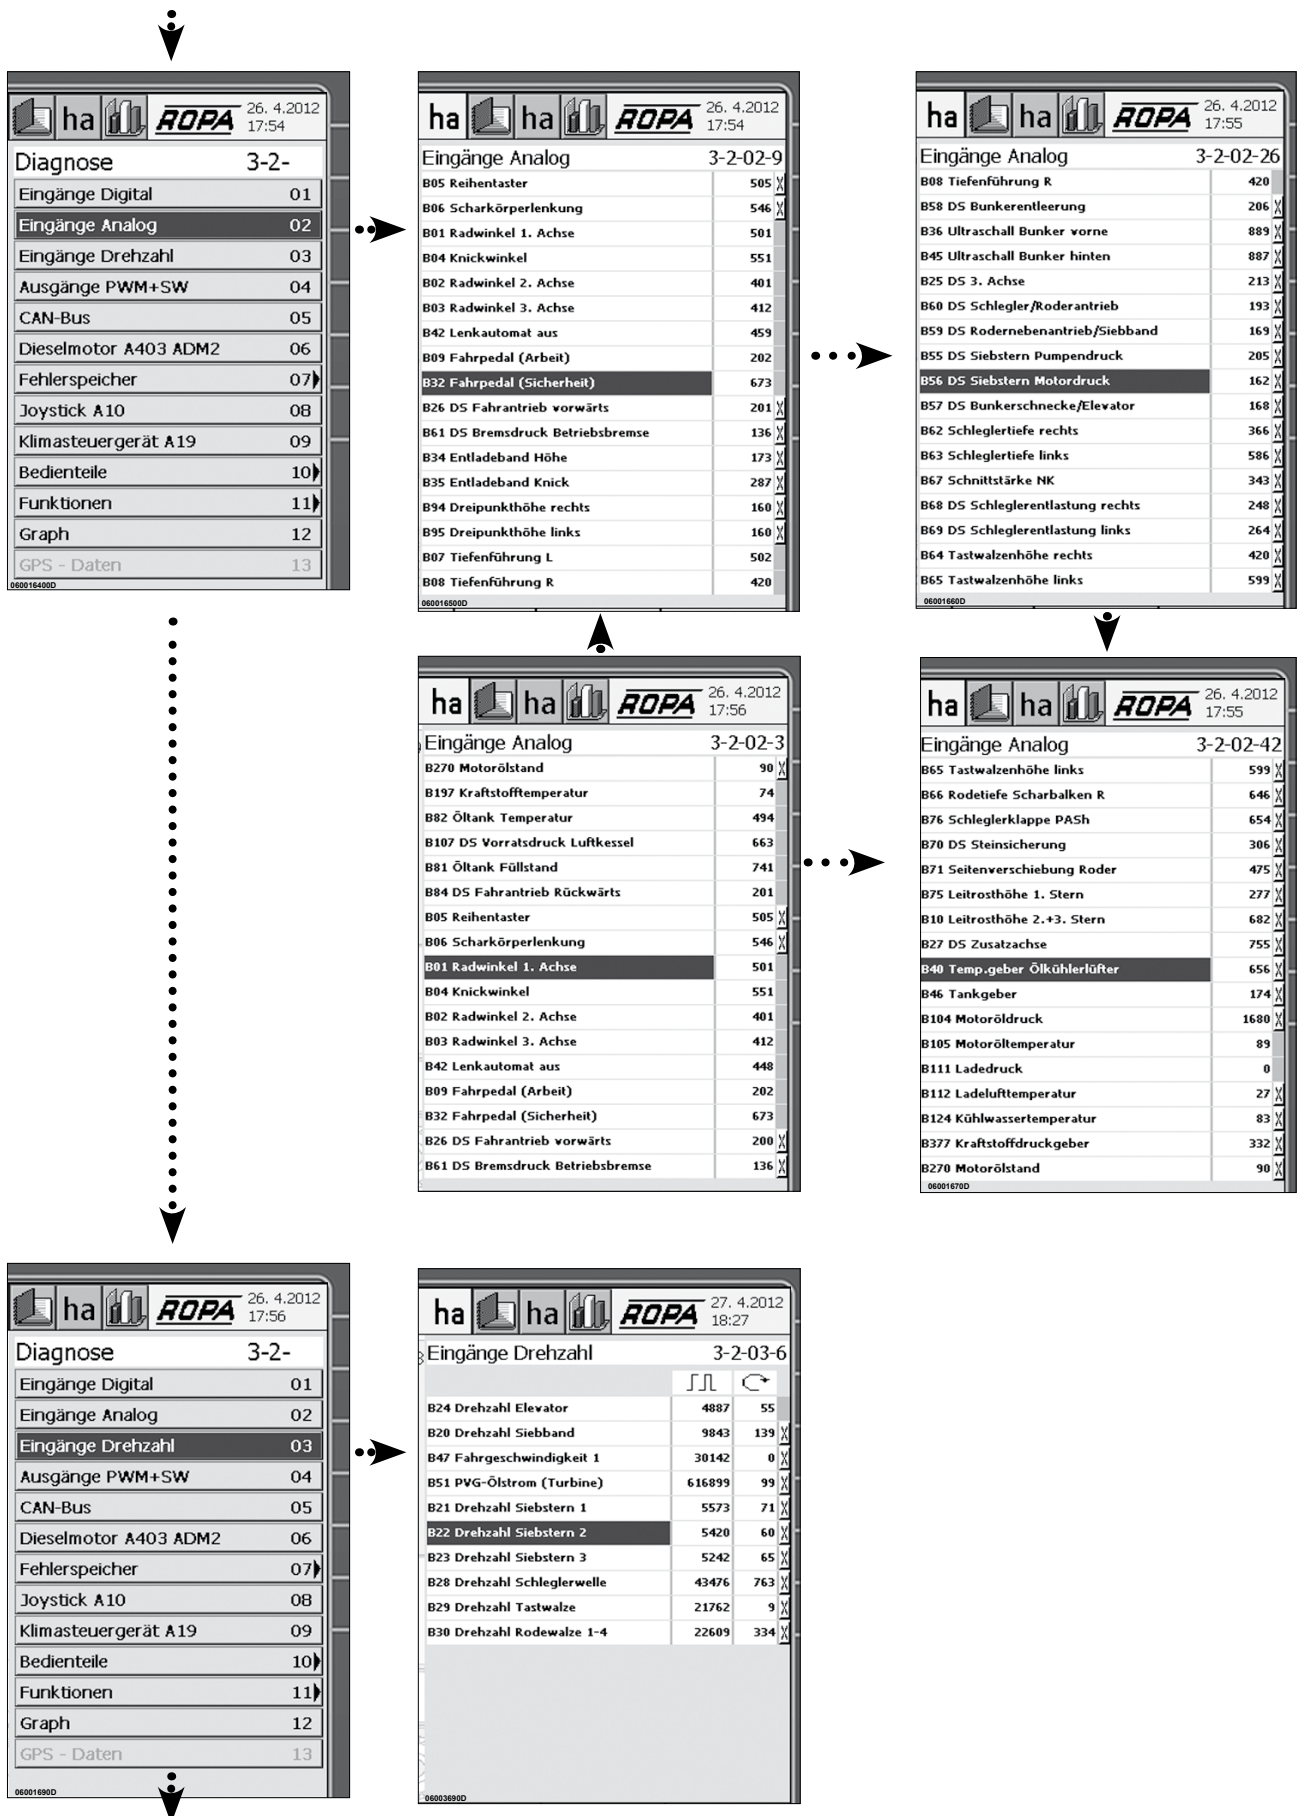 ha ROPA 26. 4.2012
17:54
Diagnose 3-2-
Eingänge Digital 01
Eingänge Analog 02
Eingänge Drehzahl 03
Ausgänge PWM+SW 04
CAN-Bus 05
Dieselmotor A403 ADM2 06
Fehlerspeicher 07
Joystick A10 08
Klimasteuergerät A19 09
Bedienteile 10
Funktionen 11
Graph 12
GPS - Daten 13
060016400D
ha ha ROPA 26. 4.2012
17:54
Eingänge Analog 3-2-02-9
B05 Reihentaster 505 X
B06 Scharkörperlenkung 546 X
B01 Radwinkel 1. Achse 501
B04 Knickwinkel 551
B02 Radwinkel 2. Achse 401
B03 Radwinkel 3. Achse 412
B42 Lenkautomat aus 459
B09 Fahrpedal (Arbeit) 202
B32 Fahrpedal (Sicherheit) 673
B26 DS Fahrantrieb vorwärts 201 X
B61 DS Bremsdruck Betriebsbremse 136 X
B34 Entladeband Höhe 173 X
B35 Entladeband Knick 287 X
B94 Dreipunkthöhe rechts 160 X
B95 Dreipunkthöhe links 160 X
B07 Tiefenführung L 502
B08 Tiefenführung R 420
060016500D
ha ha ROPA 26. 4.2012
17:55
Eingänge Analog 3-2-02-26
B08 Tiefenführung R 420
B58 DS Bunkerentleerung 206 X
B36 Ultraschall Bunker vorne 889 X
B45 Ultraschall Bunker hinten 887 X
B25 DS 3. Achse 213 X
B60 DS Schlegler/Roderantrieb 193 X
B59 DS Rodernebenantrieb/Siebband 169 X
B55 DS Siebstern Pumpendruck 205 X
B56 DS Siebstern Motordruck 162 X
B57 DS Bunkerschnecke/Elevator 168 X
B62 Schleglertiefe rechts 366 X
B63 Schleglertiefe links 586 X
B67 Schnittstärke NK 343 X
B68 DS Schleglerentlastung rechts 248 X
B69 DS Schleglerentlastung links 264 X
B64 Tastwalzenhöhe rechts 420 X
B65 Tastwalzenhöhe links 599 X
06001660D
ha ha ROPA 26. 4.2012
17:56
Eingänge Analog 3-2-02-3
B270 Motorölstand 90 X
B197 Kraftstofftemperatur 74
B82 Öltank Temperatur 494
B107 DS Vorratsdruck Luftkessel 663
B81 Öltank Füllstand 741
B84 DS Fahrantrieb Rückwärts 201
B05 Reihentaster 505 X
B06 Scharkörperlenkung 546 X
B01 Radwinkel 1. Achse 501
B04 Knickwinkel 551
B02 Radwinkel 2. Achse 401
B03 Radwinkel 3. Achse 412
B42 Lenkautomat aus 448
B09 Fahrpedal (Arbeit) 202
B32 Fahrpedal (Sicherheit) 673
B26 DS Fahrantrieb vorwärts 200 X
B61 DS Bremsdruck Betriebsbremse 136 X
ha ha ROPA 26. 4.2012
17:55
Eingänge Analog 3-2-02-42
B65 Tastwalzenhöhe links 599 X
B66 Rodetiefe Scharbalken R 646 X
B76 Schleglerklappe PASh 654 X
B70 DS Steinsicherung 306 X
B71 Seitenverschiebung Roder 475 X
B75 Leitrosthöhe 1. Stern 277 X
B10 Leitrosthöhe 2.+3. Stern 682 X
B27 DS Zusatzachse 755 X
B40 Temp.geber Ölkühlerlüfter 656 X
B46 Tankgeber 174 X
B104 Motoröldruck 1680 X
B105 Motoröltemperatur 89
B111 Ladedruck 0
B112 Ladelufttemperatur 27 X
B124 Kühlwassertemperatur 83 X
B377 Kraftstoffdruckgeber 332 X
B270 Motorölstand 90 X
06001670D
ha ROPA 26. 4.2012
17:56
Diagnose 3-2-
Eingänge Digital 01
Eingänge Analog 02
Eingänge Drehzahl 03
Ausgänge PWM+SW 04
CAN-Bus 05
Dieselmotor A403 ADM2 06
Fehlerspeicher 07
Joystick A10 08
Klimasteuergerät A19 09
Bedienteile 10
Funktionen 11
Graph 12
GPS - Daten 13
06001690D
ha ha ROPA 27. 4.2012
18:27
Eingänge Drehzahl 3-2-03-6
B24 Drehzahl Elevator 4887 55
B20 Drehzahl Siebband 9843 139 X
B47 Fahrgeschwindigkeit 1 30142 0 X
B51 PVG-Ölstrom (Turbine) 616899 99 X
B21 Drehzahl Siebstern 1 5573 71 X
B22 Drehzahl Siebstern 2 5420 60 X
B23 Drehzahl Siebstern 3 5242 65 X
B28 Drehzahl Schleglerwelle 43476 763 X
B29 Drehzahl Tastwalze 21762 9 X
B30 Drehzahl Rodewalze 1-4 22609 334 X
06003690D